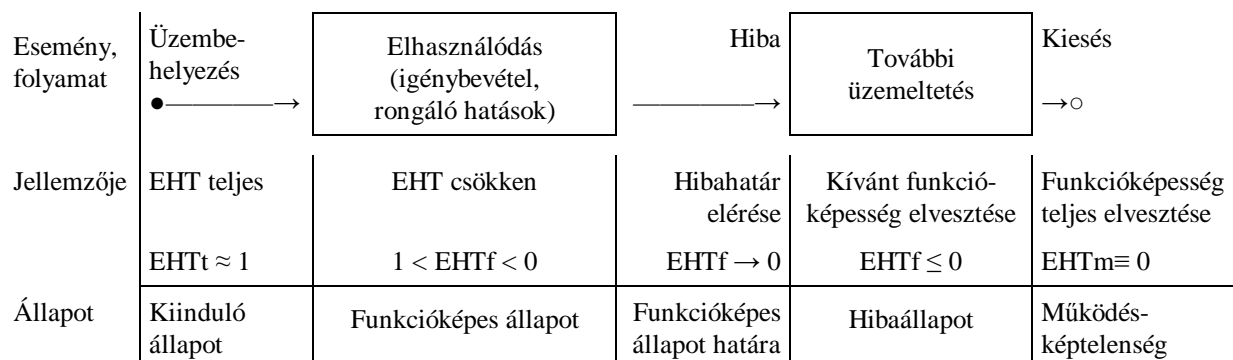 Esemény,
folyamat
Üzembe-
helyezés
●————→
Elhasználódás
(igénybevétel,
rongáló hatások)
Hiba
————→
További
üzemeltetés
Kiesés
→○
Jellemzője
EHT teljes
EHT csökken
Hibahatár
elérése
Kívánt funkció-
képesség elvesztése
Funkcióképesség
teljes elvesztése
EHTt ≈ 1
1 < EHTf < 0
EHTf → 0
EHTf ≤ 0
EHTm≡ 0
Állapot
Kiinduló
állapot
Funkcióképes állapot
Funkcióképes
állapot határa
Hibaállapot
Működés-
képtelenség